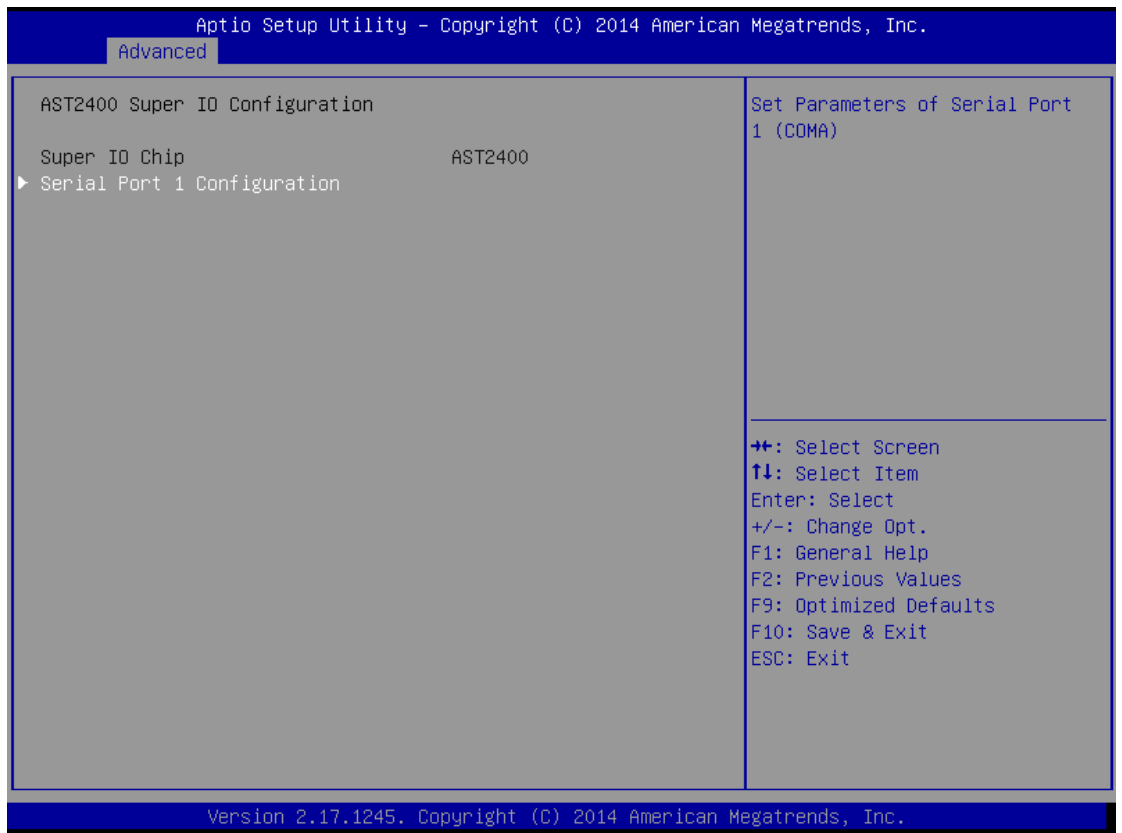 Aptio Setup Utility – Copyright (C) 2014 American Megatrends, Inc.
Advanced
AST2400 Super IO Configuration
Super IO Chip AST2400
Serial Port 1 Configuration
Set Parameters of Serial Port
1 (COMA)
→←: Select Screen
↑↓: Select Item
Enter: Select
+/-: Change Opt.
F1: General Help
F2: Previous Values
F9: Optimized Defaults
F10: Save & Exit
ESC: Exit
Version 2.17.1245. Copyright (C) 2014 American Megatrends, Inc.